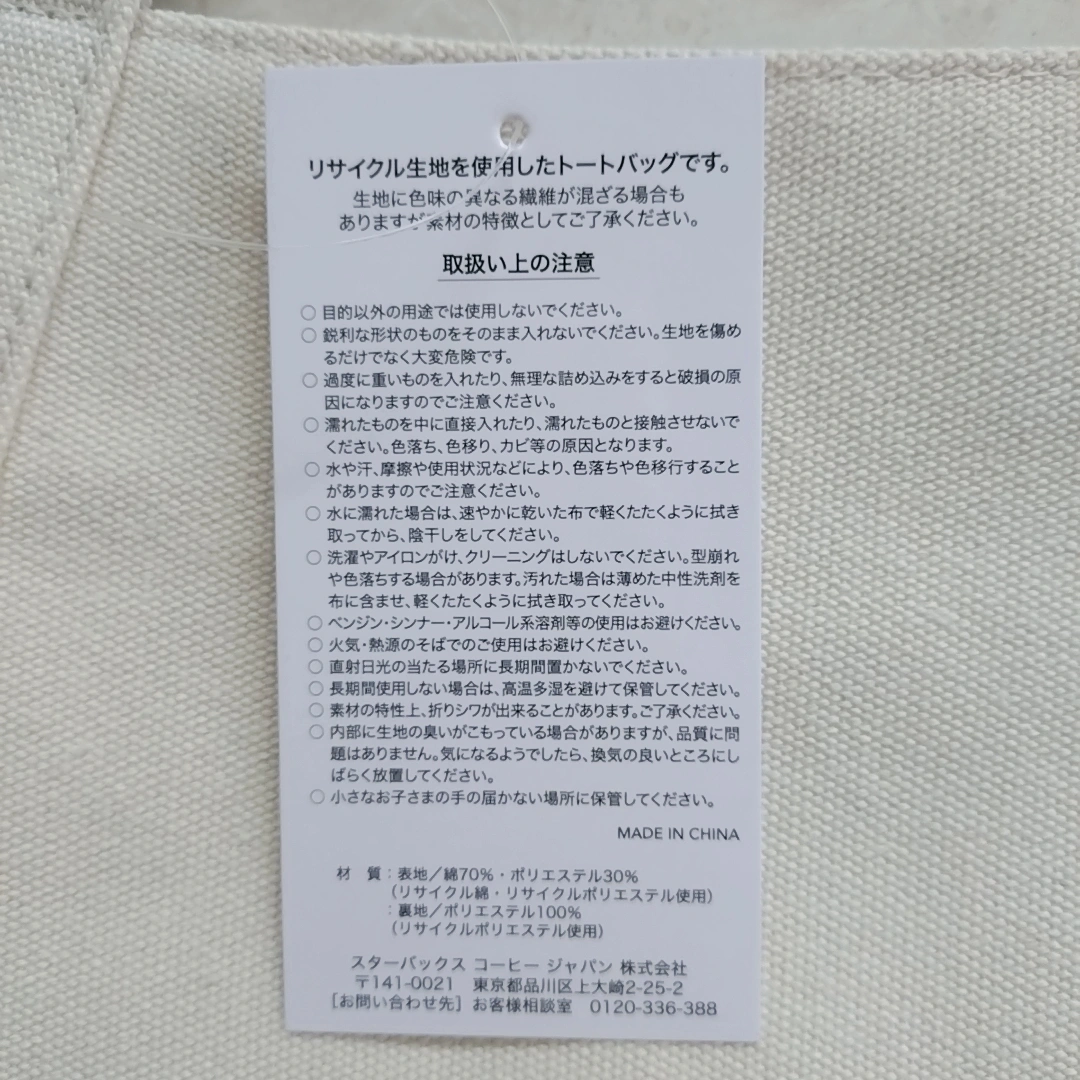 リサイクル生地を使用したトートバッグです。
生地に色味の異なる繊維が混ざる場合も
ありますが素材の特徴としてご了承ください。
取扱い上の注意
○ 目的以外の用途では使用しないでください。
○ 鋭利な形状のものをそのまま入れないでください。生地を傷め
るだけでなく大変危険です。
○ 過度に重いものを入れたり、無理な詰め込みをすると破損の原
因になりますのでご注意ください。
○ 濡れたものを中に直接入れたり、濡れたものと接触させないで
ください。色落ち、色移り、カビ等の原因となります。
○ 水や汗、摩擦や使用状況などにより、色落ちや色移行すること
がありますのでご注意ください。
○ 水に濡れた場合は、速やかに乾いた布で軽くたたくように拭き
取ってから、陰干しをしてください。
○ 洗濯やアイロンがけ、クリーニングはしないでください。型崩れ
や色落ちする場合があります。汚れた場合は薄めた中性洗剤を
布に含ませ、軽くたたくように拭き取ってください。
○ ベンジン・シンナー・アルコール系溶剤等の使用はお避けください。
○ 火気・熱源のそばでのご使用はお避けください。
○ 直射日光の当たる場所に長期間置かないでください。
○ 長期間使用しない場合は、高温多湿を避けて保管してください。
○ 素材の特性上、折りシワが出来ることがあります。ご了承ください。
○ 内部に生地の臭いがこもっている場合がありますが、品質に問
題はありません。気になるようでしたら、換気の良いところにし
ばらく放置してください。
○ 小さなお子さまの手の届かない場所に保管してください。
MADE IN CHINA
材 質：表地／綿70%・ポリエステル30%
（リサイクル綿・リサイクルポリエステル使用）
：裏地／ポリエステル100%
（リサイクルポリエステル使用）
スターバックス コーヒー ジャパン 株式会社
〒141-0021 東京都品川区上大崎2-25-2
［お問い合わせ先］お客様相談室 0120-336-388